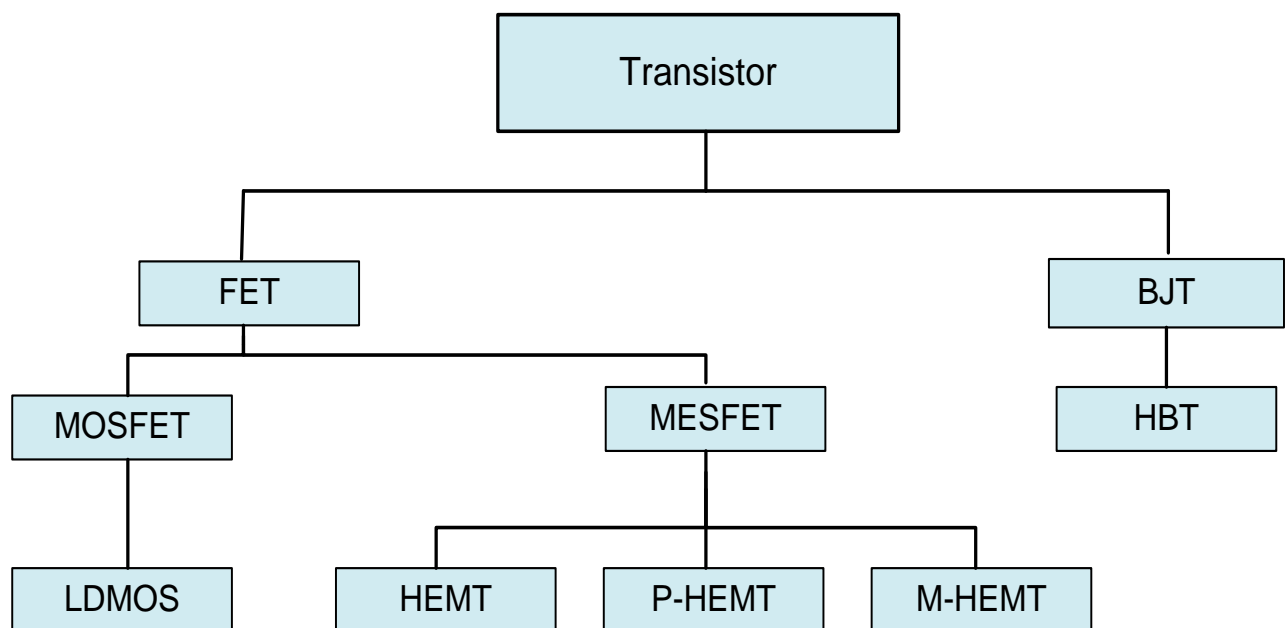 Transistor
FET
BJT
MOSFET
MESFET
HBT
LDMOS
HEMT
P-HEMT
M-HEMT